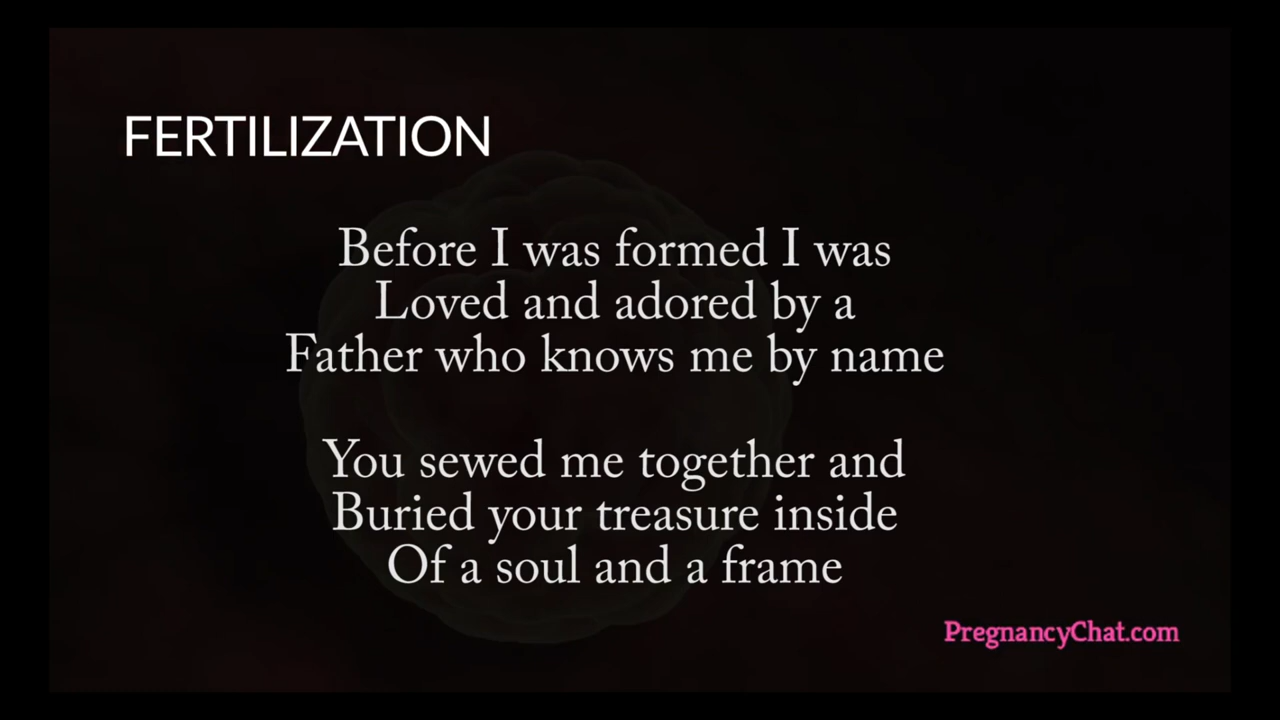 FERTILIZATION
Before I was formed I was
Loved and adored by a
Father who knows me by name
You sewed me together and
Buried your treasure inside
Of a soul and a frame
PregnancyChat.com